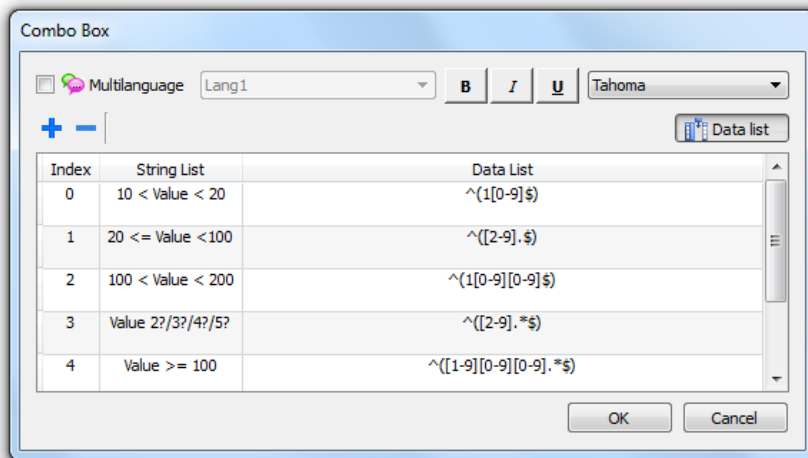 Combo Box
Multilanguage Lang1 B I U Tahoma
Data list
Index String List Data List
0 10 < Value < 20 ^(1[0-9]$)
1 20 <= Value <100 ^([2-9].$)
2 100 < Value < 200 ^(1[0-9][0-9]$)
3 Value 2?/3?/4?/5? ^([2-9].*$)
4 Value >= 100 ^([1-9][0-9][0-9].*$)
OK Cancel